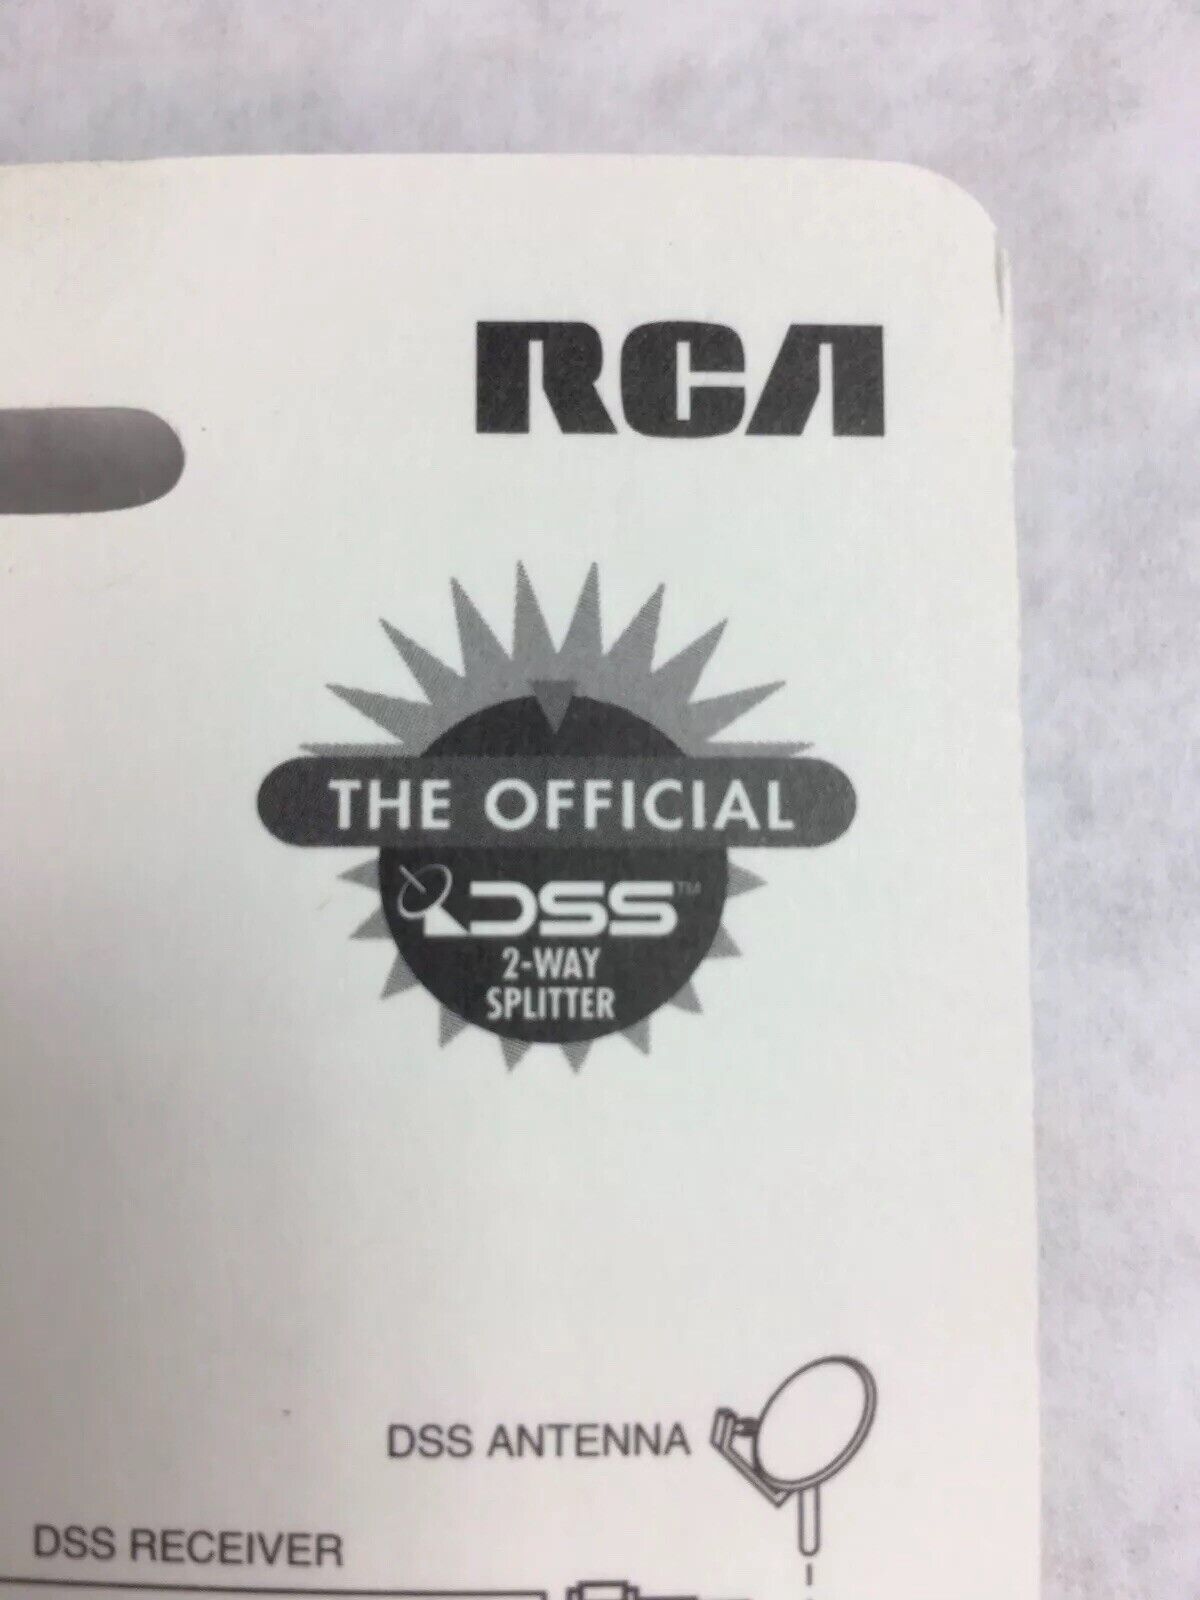 RCA
THE OFFICIAL
DSS™
2-WAY
SPLITTER
DSS ANTENNA
DSS RECEIVER